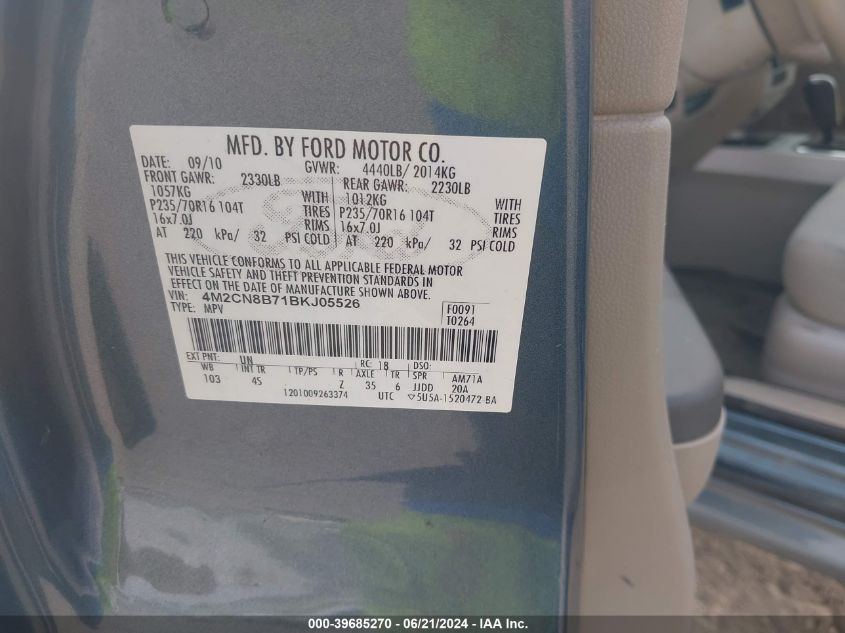 MFD. BY FORD MOTOR CO.
DATE: 09/10 GVWR: 4440LB/ 2014KG
FRONT GAWR: 2330LB REAR GAWR: 2230LB
1057KG WITH 1012KG WITH
P235/70R16 104T TIRES P235/70R16 104T TIRES
16x7.0J RIMS 16x7.0J RIMS
AT 220 kPa/ 32 PSI COLD AT 220 kPa/ 32 PSI COLD
THIS VEHICLE CONFORMS TO ALL APPLICABLE FEDERAL MOTOR
VEHICLE SAFETY AND THEFT PREVENTION STANDARDS IN
EFFECT ON THE DATE OF MANUFACTURE SHOWN ABOVE.
VIN: 4M2CN8B71BKJ05526 F0091
TYPE: MPV T0264
EXT PNT: UN RC: 18 DSO:
WB INT TR TP/PS R AXLE TR SPR AM71A
103 45 Z 35 6 JJDD 20A
1201009263374 UTC ▽5U5A-1520472-BA
000-39685270 - 06/21/2024 - IAA Inc.